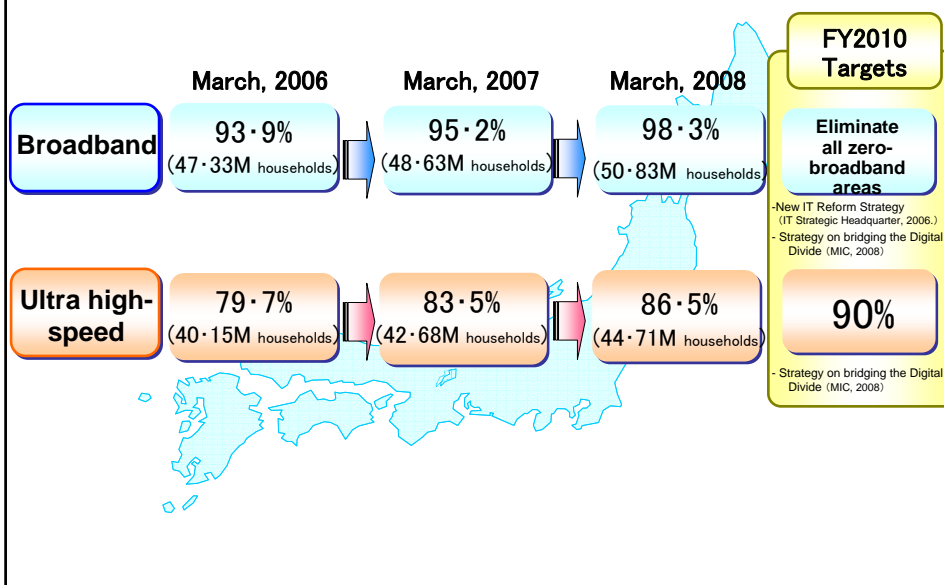 FY2010
Targets
March, 2006
March, 2007
March, 2008
Broadband
93・9%
(47・33M households)
95・2%
(48・63M households)
98・3%
(50・83M households)
Eliminate
all zero-
broadband
areas
-New IT Reform Strategy
(IT Strategic Headquarter, 2006.)
- Strategy on bridging the Digital
Divide (MIC, 2008)
Ultra high-
speed
79・7%
(40・15M households)
83・5%
(42・68M households)
86・5%
(44・71M households)
90%
- Strategy on bridging the Digital
Divide (MIC, 2008)